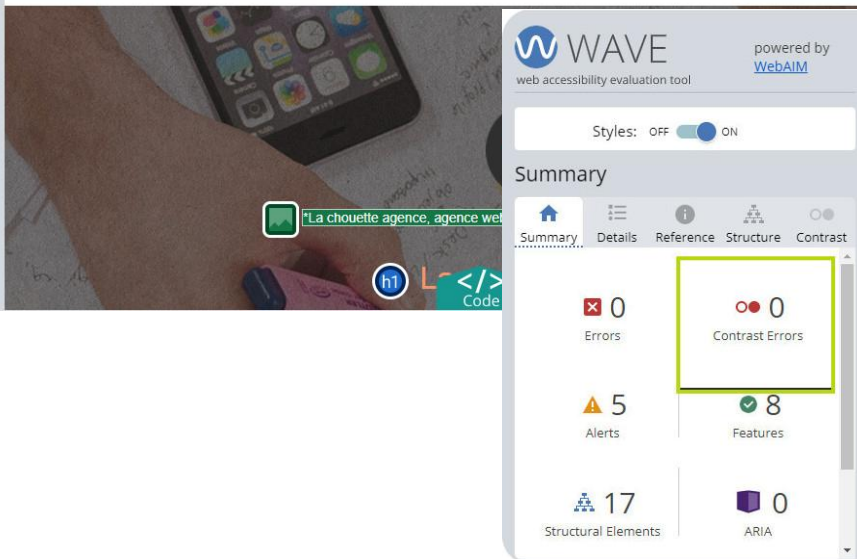 *La chouette agence, agence web
h1 L
</>
Code
WAVE
web accessibility evaluation tool
powered by
WebAIM
Styles: OFF ON
Summary
Summary Details Reference Structure Contrast
0
Errors
0
Contrast Errors
5
Alerts
8
Features
17
Structural Elements
0
ARIA